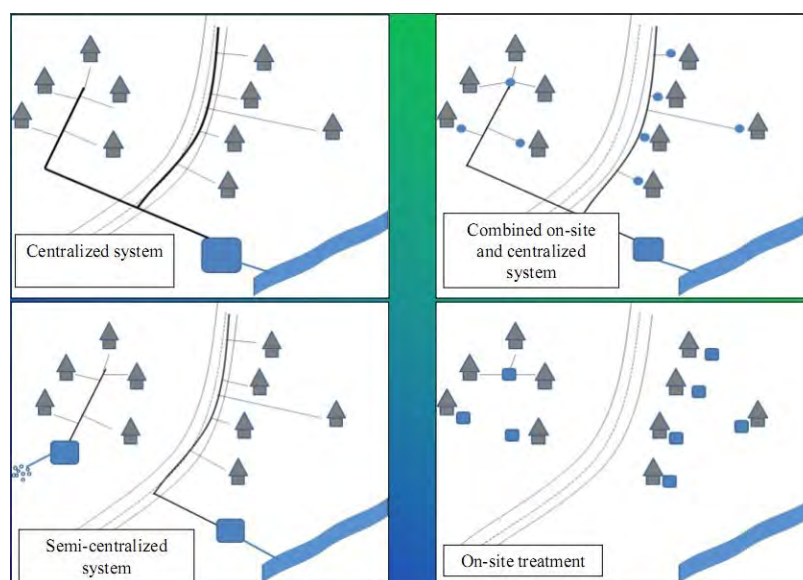 Centralized system
Combined on-site
and centralized
system
Semi-centralized
system
On-site treatment